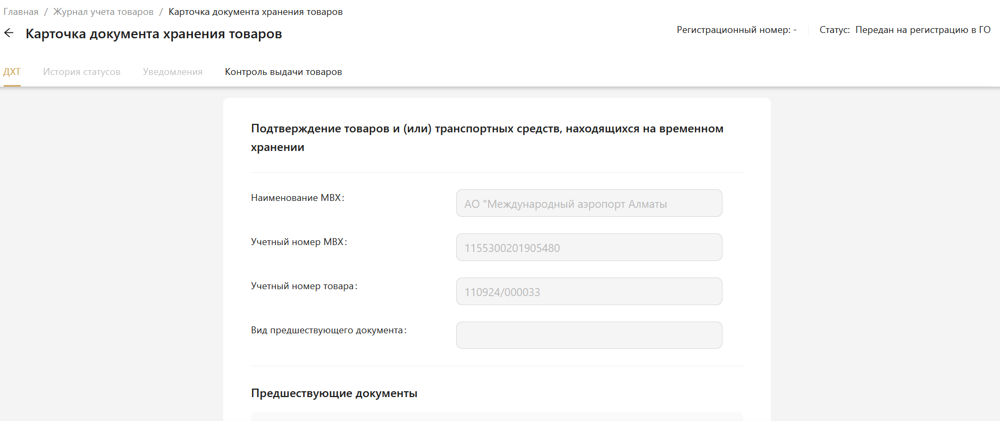 Главная / Журнал учета товаров / Карточка документа хранения товаров
Карточка документа хранения товаров
Регистрационный номер: - Статус: Передан на регистрацию в ГО
ДХТ История статусов Уведомления Контроль выдачи товаров
Подтверждение товаров и (или) транспортных средств, находящихся на временном
хранении
Наименование МВХ: АО "Международный аэропорт Алматы
Учетный номер МВХ: 1155300201905480
Учетный номер товара: 110924/000033
Вид предшествующего документа:
Предшествующие документы